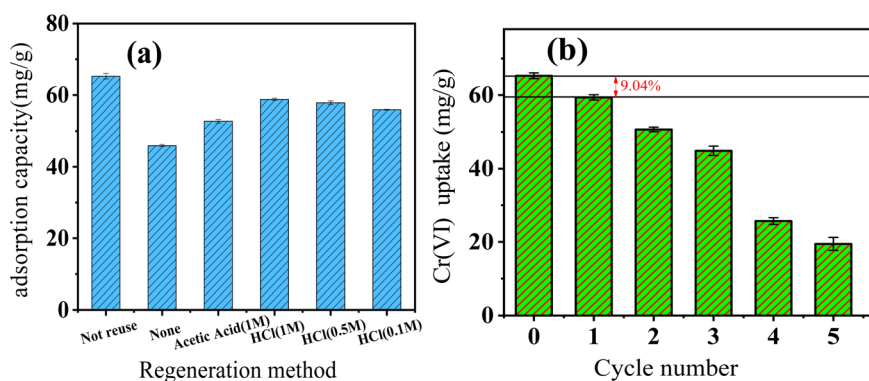 (a)
adsorption capacity(mg/g)
80
60
40
20
0
Not reuse
None
Acetic Acid(1M)
HCl(1M)
HCl(0.5M)
HCl(0.1M)
Regeneration method
(b)
Cr(VI) uptake (mg/g)
60
40
20
0
9.04%
0 1 2 3 4 5
Cycle number